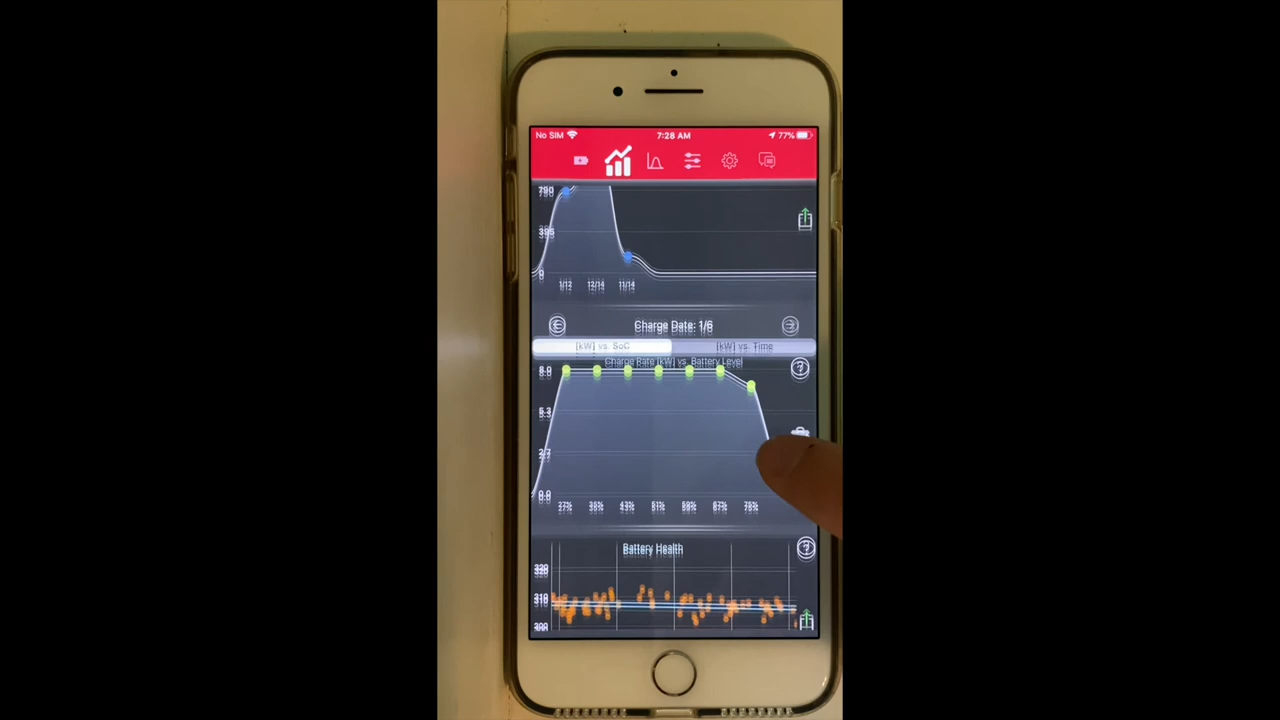 No SIM 7:28 AM 77%
790
395
0
1/12 12/14 11/14
Charge Date: 1/6
[kW] vs. SoC [kW] vs. Time
Charge Rate [kW] vs. Battery Level
8.0
5.3
2.7
0.0
27% 35% 43% 51% 59% 67% 75%
Battery Health
320
310
300